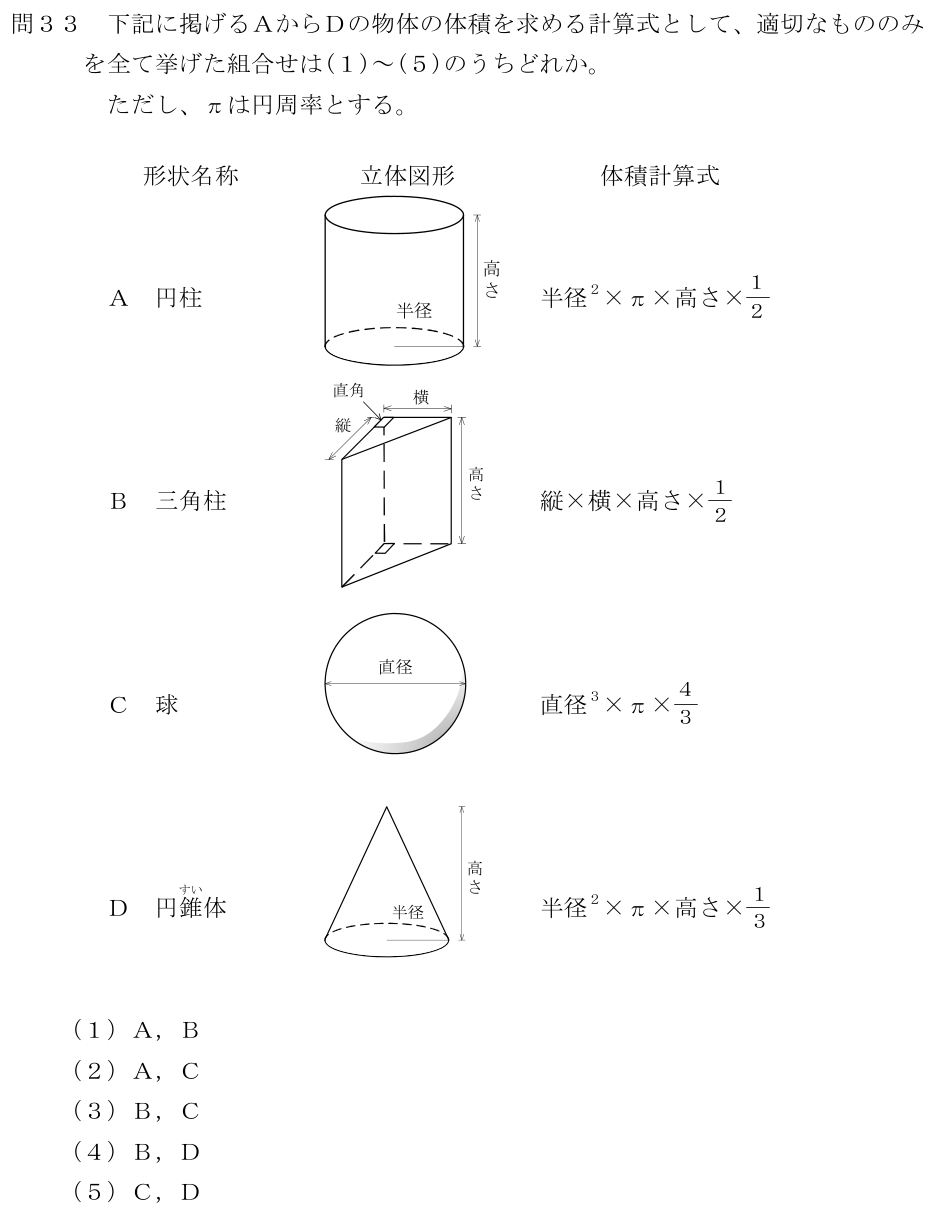 問３３　下記に掲げるＡからＤの物体の体積を求める計算式として、適切なもののみ
を全て挙げた組合せは(１)～(５)のうちどれか。
ただし、πは円周率とする。
形状名称　立体図形　体積計算式
Ａ　円柱
半径
高さ
半径²×π×高さ×1/2
直角
横
縦
高さ
Ｂ　三角柱
縦×横×高さ×1/2
直径
Ｃ　球
直径³×π×4/3
高さ
すい
Ｄ　円錐体
半径
半径²×π×高さ×1/3
(１) Ａ，Ｂ
(２) Ａ，Ｃ
(３) Ｂ，Ｃ
(４) Ｂ，Ｄ
(５) Ｃ，Ｄ